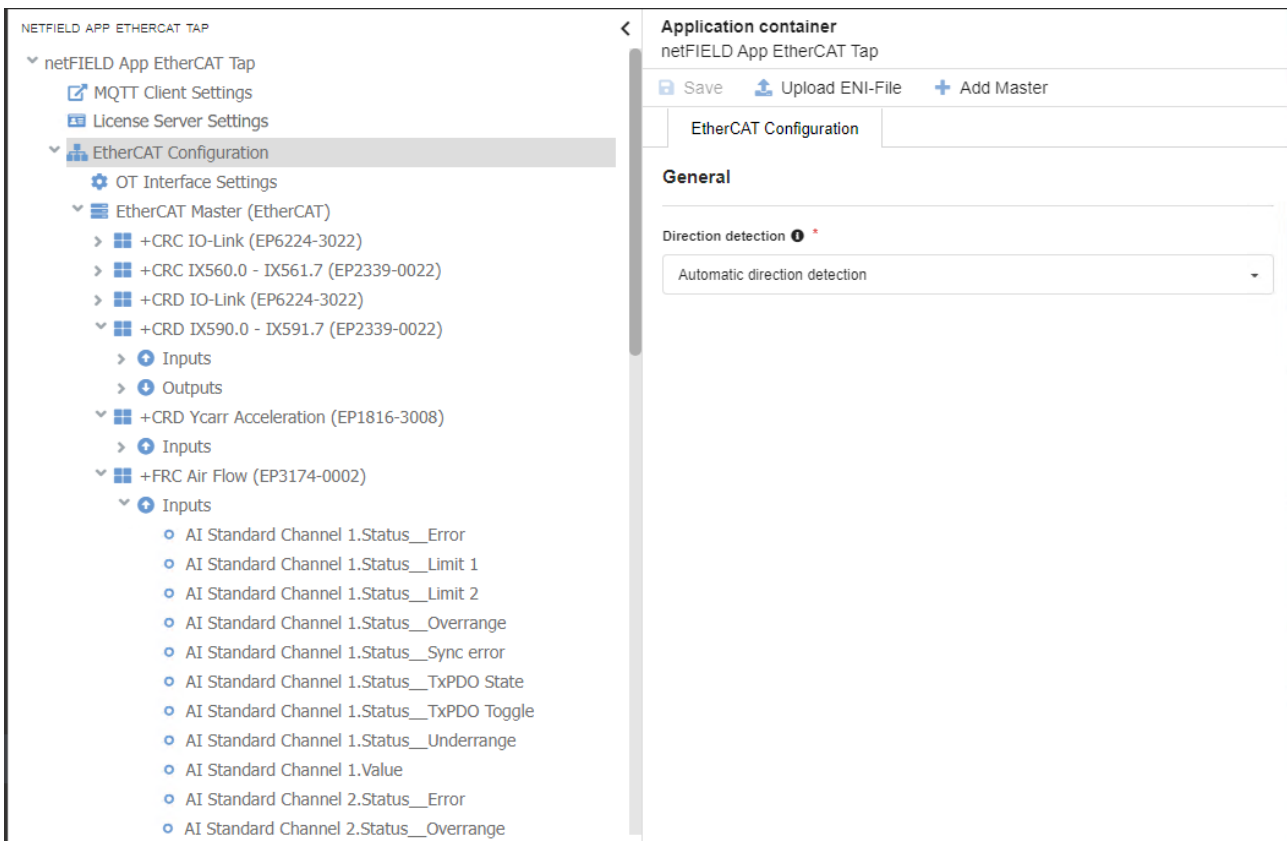 NETFIELD APP ETHERCAT TAP
netFIELD App EtherCAT Tap
MQTT Client Settings
License Server Settings
EtherCAT Configuration
OT Interface Settings
EtherCAT Master (EtherCAT)
+CRC IO-Link (EP6224-3022)
+CRC IX560.0 - IX561.7 (EP2339-0022)
+CRD IO-Link (EP6224-3022)
+CRD IX590.0 - IX591.7 (EP2339-0022)
Inputs
Outputs
+CRD Ycarr Acceleration (EP1816-3008)
Inputs
+FRC Air Flow (EP3174-0002)
Inputs
AI Standard Channel 1.Status__Error
AI Standard Channel 1.Status__Limit 1
AI Standard Channel 1.Status__Limit 2
AI Standard Channel 1.Status__Overrange
AI Standard Channel 1.Status__Sync error
AI Standard Channel 1.Status__TxPDO State
AI Standard Channel 1.Status__TxPDO Toggle
AI Standard Channel 1.Status__Underrange
AI Standard Channel 1.Value
AI Standard Channel 2.Status__Error
AI Standard Channel 2.Status__Overrange
Application container
netFIELD App EtherCAT Tap
Save Upload ENI-File Add Master
EtherCAT Configuration
General
Direction detection *
Automatic direction detection